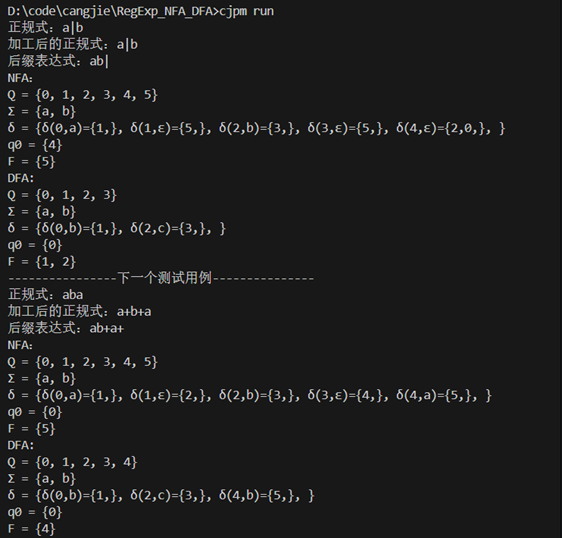 D:\code\cangjie\RegExp_NFA_DFA>cjpm run
正规式：a|b
加工后的正规式：a|b
后缀表达式：ab|
NFA：
Q = {0, 1, 2, 3, 4, 5}
Σ = {a, b}
δ = {δ(0,a)={1,}, δ(1,ε)={5,}, δ(2,b)={3,}, δ(3,ε)={5,}, δ(4,ε)={2,0,}, }
q0 = {4}
F = {5}
DFA:
Q = {0, 1, 2, 3}
Σ = {a, b}
δ = {δ(0,b)={1,}, δ(2,c)={3,}, }
q0 = {0}
F = {1, 2}
----------------下一个测试用例---------------
正规式：aba
加工后的正规式：a+b+a
后缀表达式：ab+a+
NFA：
Q = {0, 1, 2, 3, 4, 5}
Σ = {a, b}
δ = {δ(0,a)={1,}, δ(1,ε)={2,}, δ(2,b)={3,}, δ(3,ε)={4,}, δ(4,a)={5,}, }
q0 = {0}
F = {5}
DFA:
Q = {0, 1, 2, 3, 4}
Σ = {a, b}
δ = {δ(0,b)={1,}, δ(2,c)={3,}, δ(4,b)={5,}, }
q0 = {0}
F = {4}